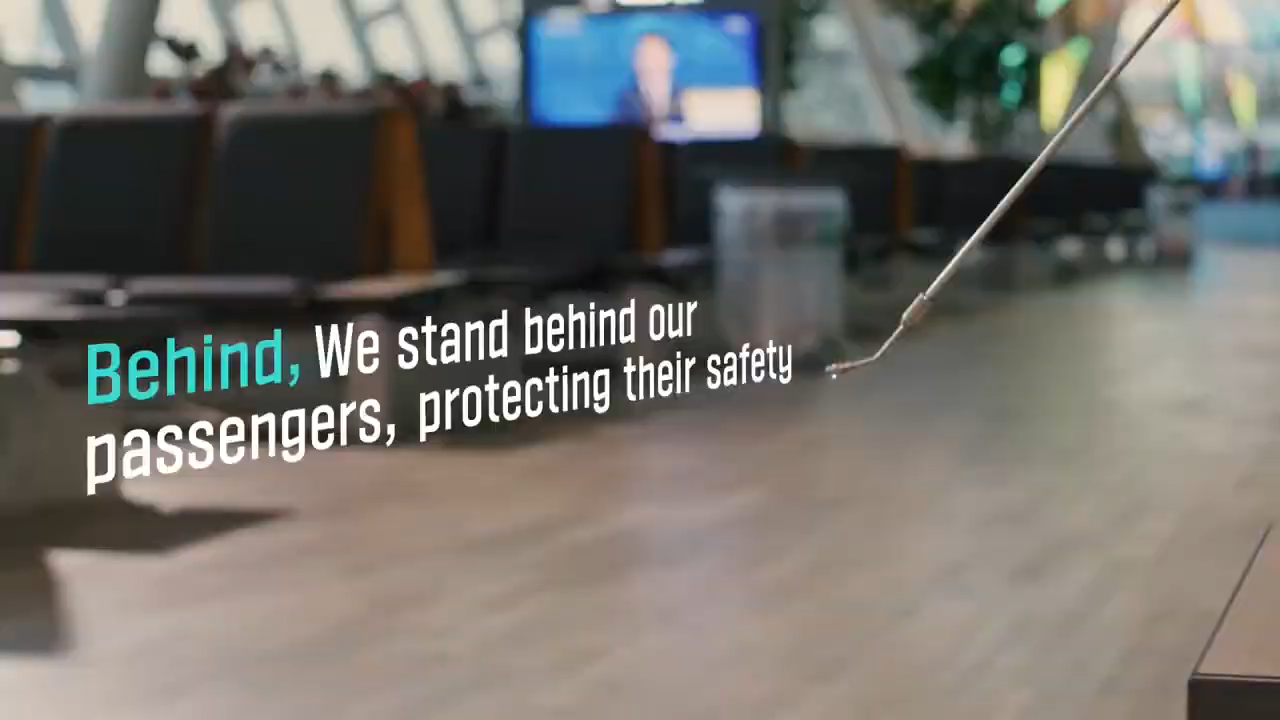 Behind, We stand behind our
passengers, protecting their safety